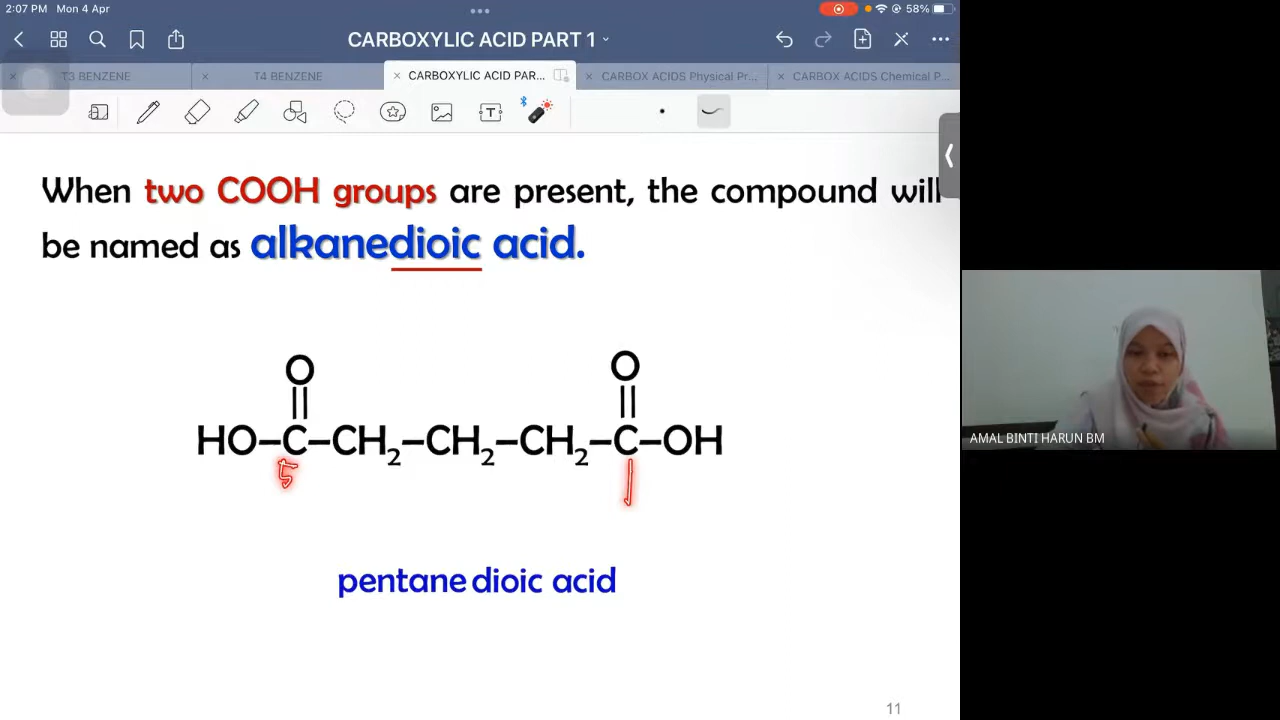 2:07 PM Mon 4 Apr
58%
CARBOXYLIC ACID PART 1
T3 BENZENE
T4 BENZENE
CARBOXYLIC ACID PAR...
CARBOX ACIDS Physical Pr...
CARBOX ACIDS Chemical P...
T
When two COOH groups are present, the compound will
be named as alkanedioic acid.
O O
HO–C–CH2–CH2–CH2–C–OH
5 1
pentane dioic acid
11
AMAL BINTI HARUN BM